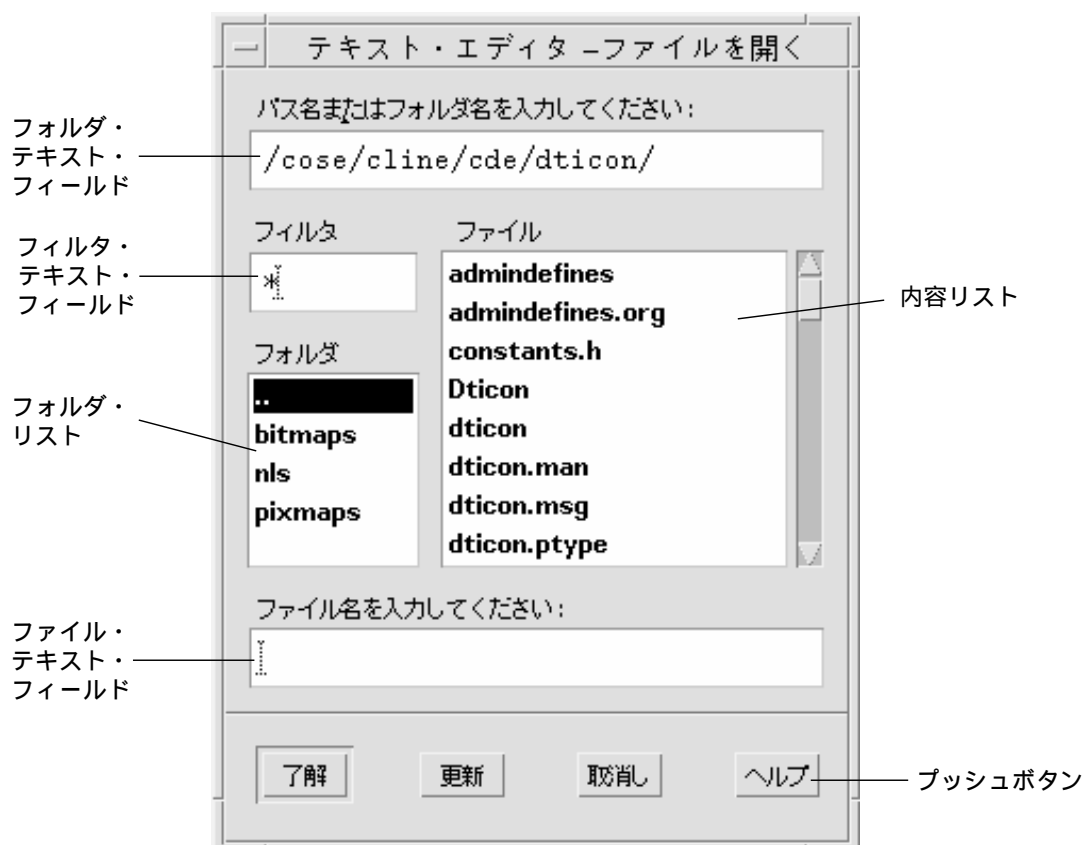 テキスト・エディタ –ファイルを開く
パス名またはフォルダ名を入力してください:
フォルダ・
テキスト・
フィールド
/cose/cline/cde/dticon/
フィルタ
ファイル
フィルタ・
テキスト・
フィールド
*
admindefines
admindefines.org
constants.h
Dticon
dticon
dticon.man
dticon.msg
dticon.ptype
内容リスト
フォルダ
フォルダ・
リスト
..
bitmaps
nls
pixmaps
ファイル名を入力してください:
ファイル・
テキスト・
フィールド
了解
更新
取消し
ヘルプ
プッシュボタン